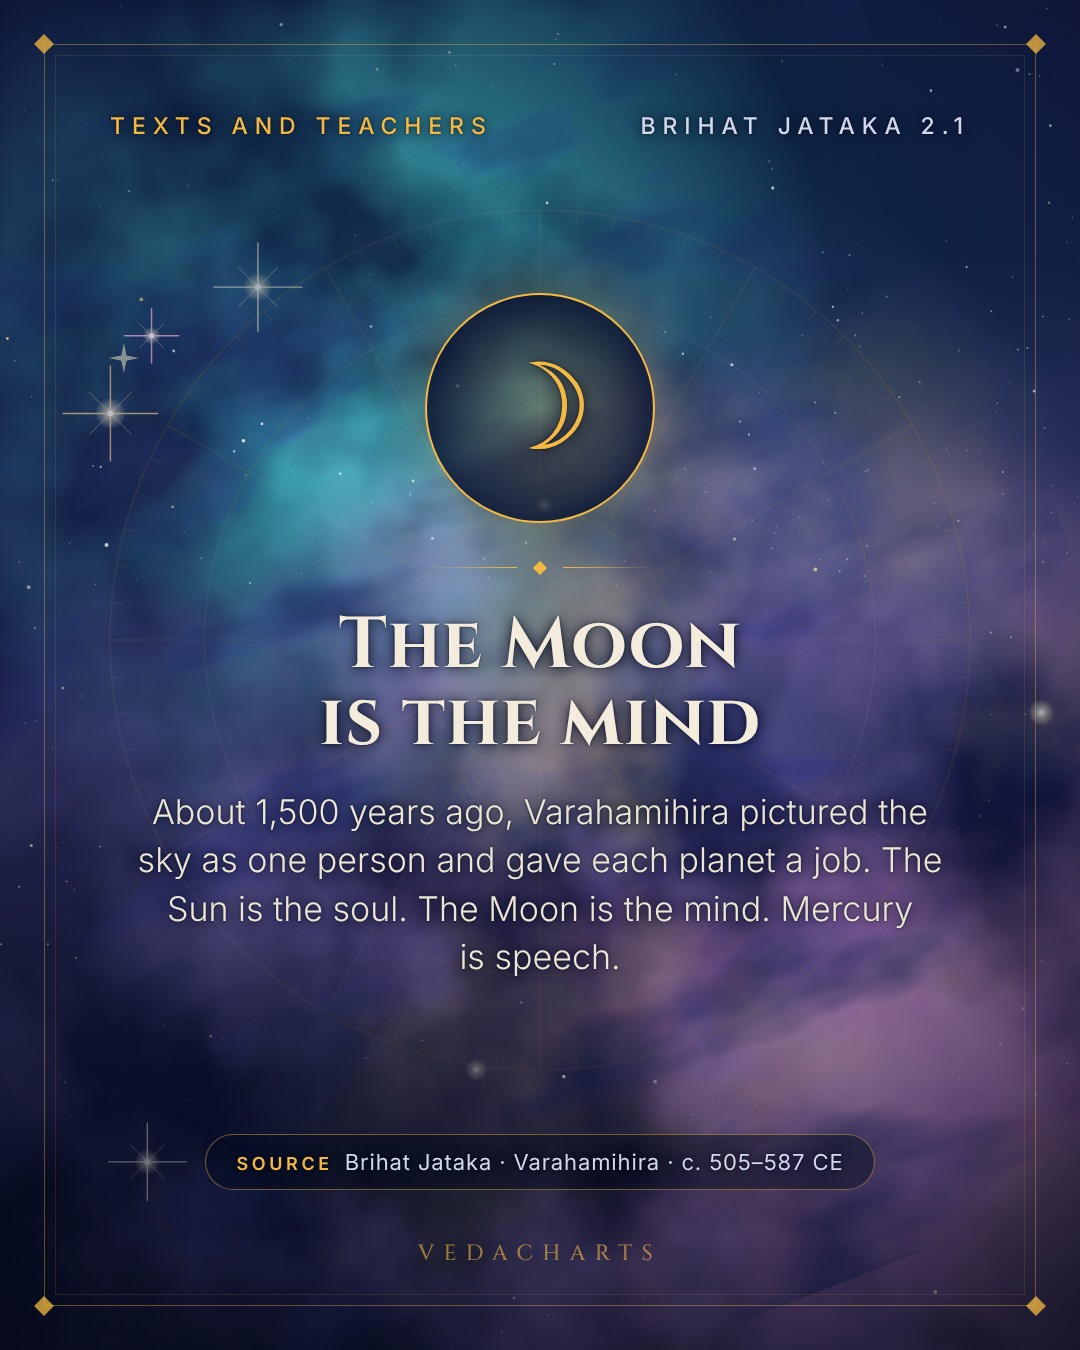 TEXTS AND TEACHERS
BRIHAT JATAKA 2.1
THE MOON
IS THE MIND
About 1,500 years ago, Varahamihira pictured the
sky as one person and gave each planet a job. The
Sun is the soul. The Moon is the mind. Mercury
is speech.
SOURCE Brihat Jataka · Varahamihira · c. 505–587 CE
VEDACHARTS